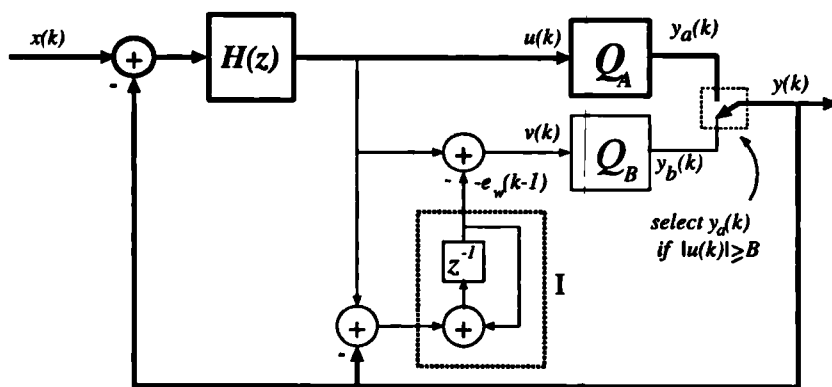 x(k)
+
-
H(z)
u(k)
Q_A
y_a(k)
y(k)
v(k)
+
-
-
-e_w(k-1)
Q_B
y_b(k)
select y_a(k)
if |u(k)|≥B
z^{-1}
I
+
+
-